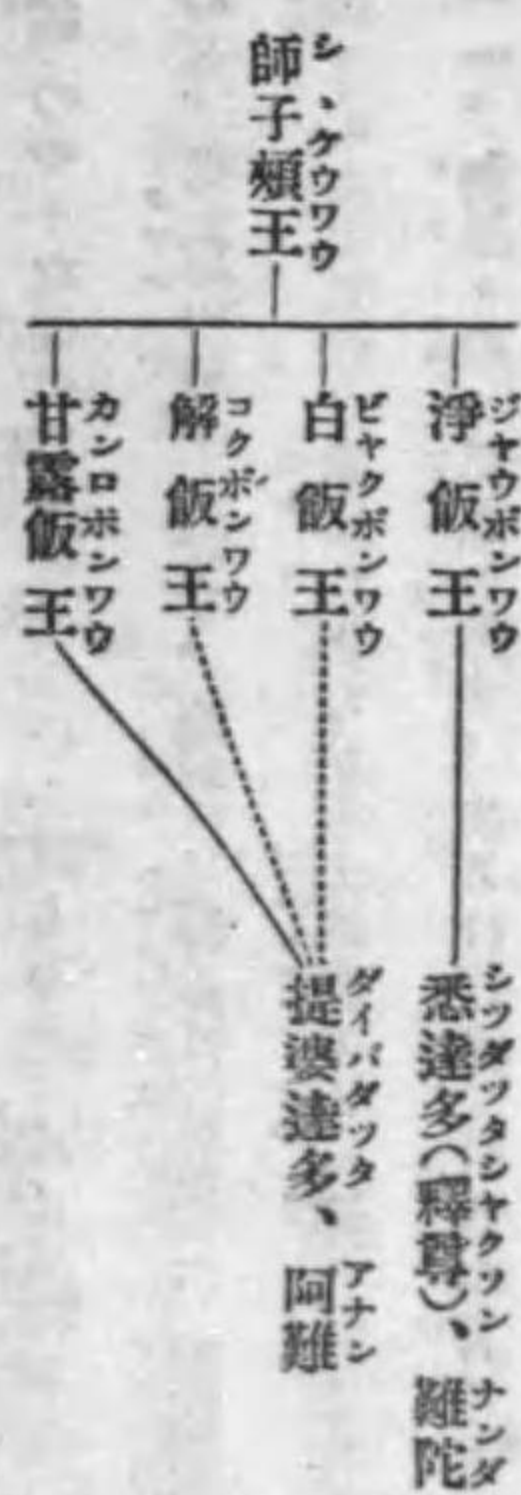 師子頰王
シヽケウワウ
淨飯王
ジヤウボンワウ
白飯王
ビヤクボンワウ
解飯王
コクボンワウ
甘露飯王
カンロボンワウ
悉達多(釋尊)、難陀
シツダツタシヤクソン ナンダ
提婆達多、阿難
ダイバダツタ アナン